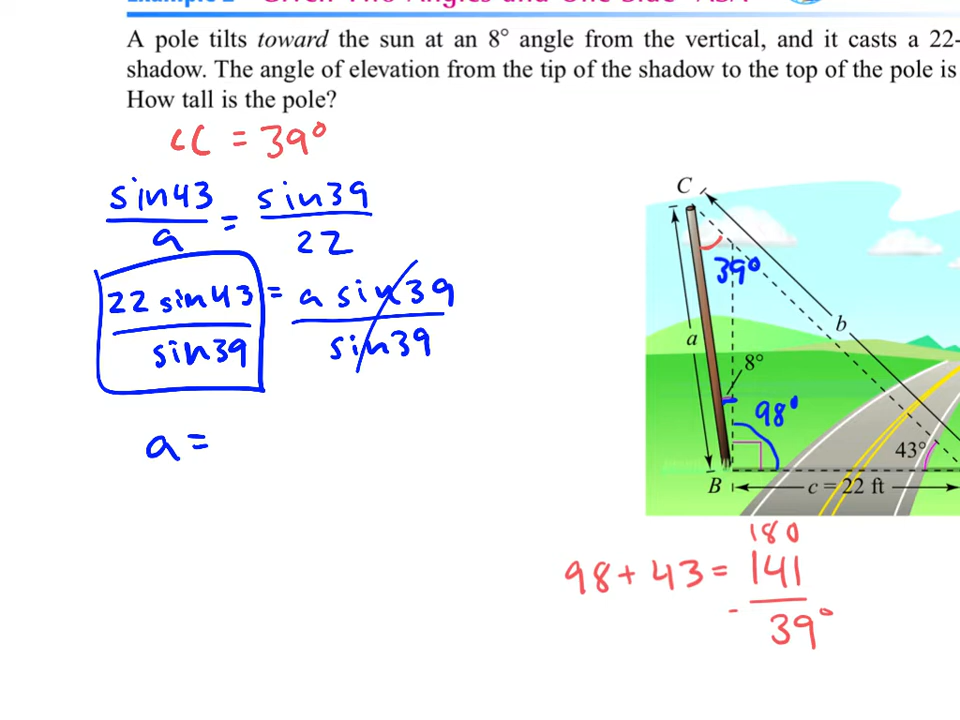 A pole tilts toward the sun at an 8° angle from the vertical, and it casts a 22-
shadow. The angle of elevation from the tip of the shadow to the top of the pole is
How tall is the pole?
= 39°
sin43/a = sin39/22
22 sin43/sin39 = a sin39/sin39
a =
C
39°
b
a
8°
98°
43°
B
c = 22 ft
180
98 + 43 = 141
- 39°